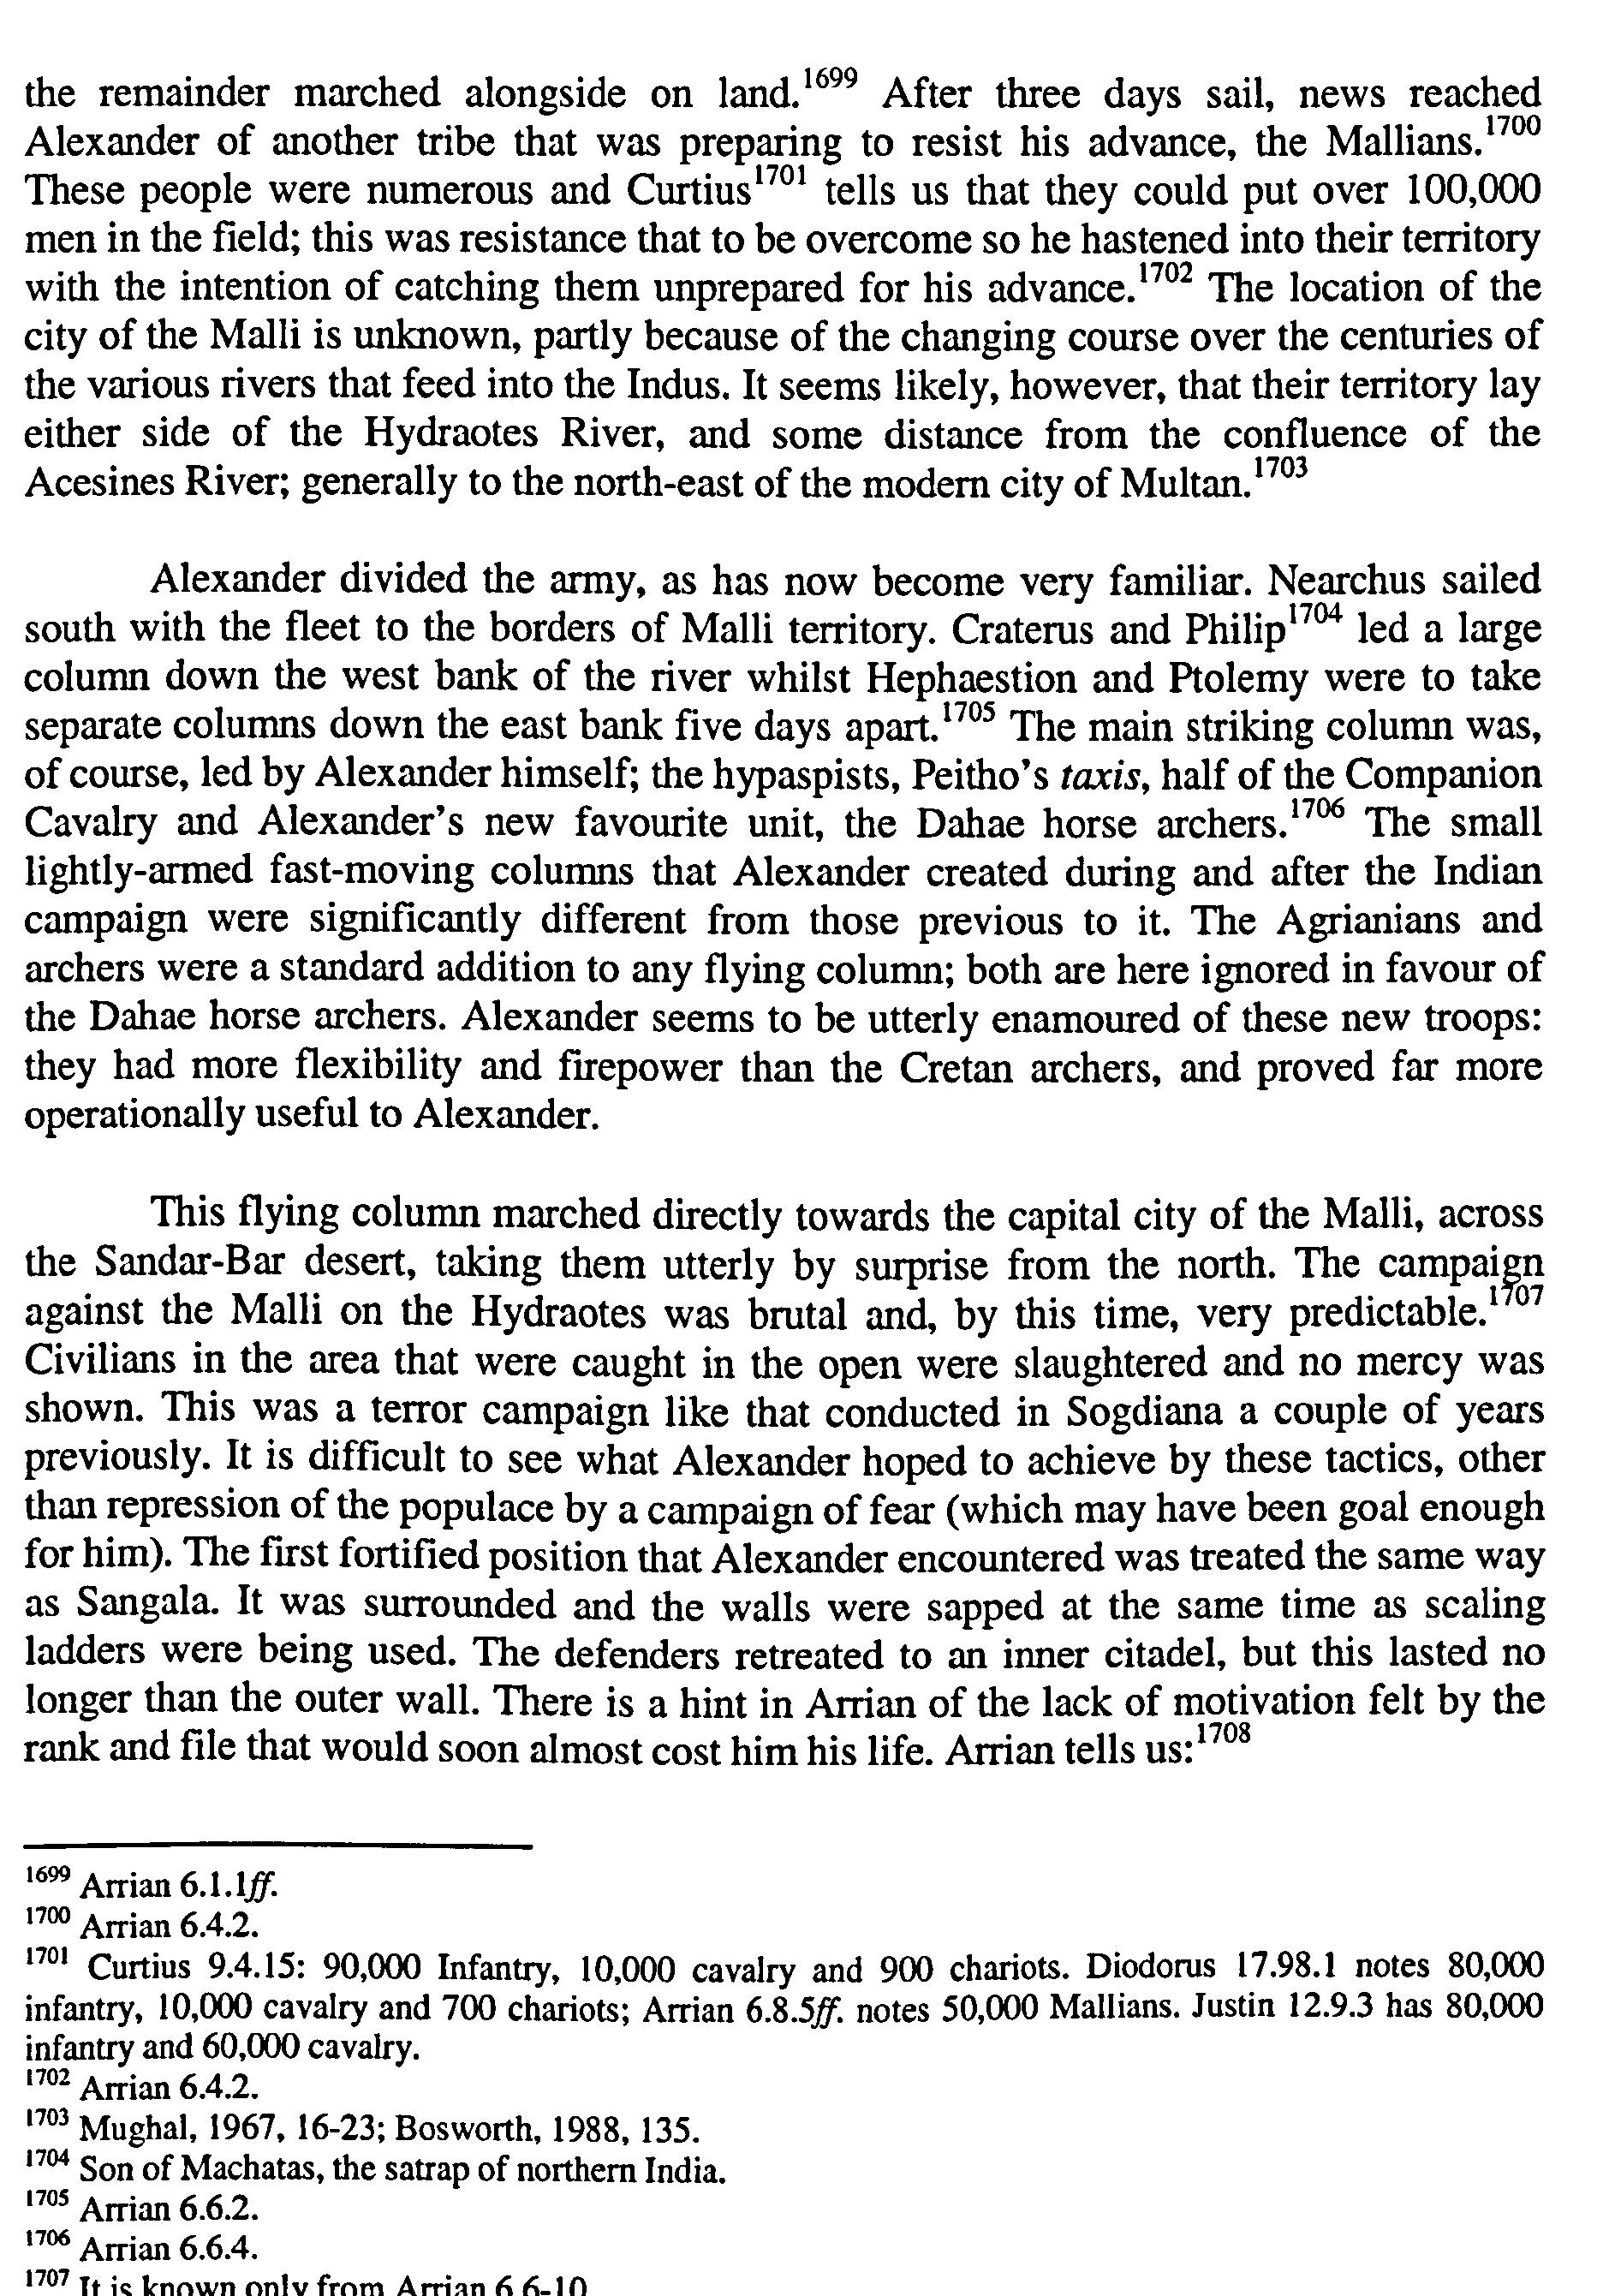 the remainder marched alongside on land.1699 After three days sail, news reached
Alexander of another tribe that was preparing to resist his advance, the Mallians.1700
These people were numerous and Curtius1701 tells us that they could put over 100,000
men in the field; this was resistance that to be overcome so he hastened into their territory
with the intention of catching them unprepared for his advance.1702 The location of the
city of the Malli is unknown, partly because of the changing course over the centuries of
the various rivers that feed into the Indus. It seems likely, however, that their territory lay
either side of the Hydraotes River, and some distance from the confluence of the
Acesines River; generally to the north-east of the modern city of Multan.1703
Alexander divided the army, as has now become very familiar. Nearchus sailed
south with the fleet to the borders of Malli territory. Craterus and Philip1704 led a large
column down the west bank of the river whilst Hephaestion and Ptolemy were to take
separate columns down the east bank five days apart.1705 The main striking column was,
of course, led by Alexander himself; the hypaspists, Peitho's taxis, half of the Companion
Cavalry and Alexander's new favourite unit, the Dahae horse archers.1706 The small
lightly-armed fast-moving columns that Alexander created during and after the Indian
campaign were significantly different from those previous to it. The Agrianians and
archers were a standard addition to any flying column; both are here ignored in favour of
the Dahae horse archers. Alexander seems to be utterly enamoured of these new troops:
they had more flexibility and firepower than the Cretan archers, and proved far more
operationally useful to Alexander.
This flying column marched directly towards the capital city of the Malli, across
the Sandar-Bar desert, taking them utterly by surprise from the north. The campaign
against the Malli on the Hydraotes was brutal and, by this time, very predictable.1707
Civilians in the area that were caught in the open were slaughtered and no mercy was
shown. This was a terror campaign like that conducted in Sogdiana a couple of years
previously. It is difficult to see what Alexander hoped to achieve by these tactics, other
than repression of the populace by a campaign of fear (which may have been goal enough
for him). The first fortified position that Alexander encountered was treated the same way
as Sangala. It was surrounded and the walls were sapped at the same time as scaling
ladders were being used. The defenders retreated to an inner citadel, but this lasted no
longer than the outer wall. There is a hint in Arrian of the lack of motivation felt by the
rank and file that would soon almost cost him his life. Arrian tells us:1708
1699 Arrian 6.1.1ff.
1700 Arrian 6.4.2.
1701 Curtius 9.4.15: 90,000 Infantry, 10,000 cavalry and 900 chariots. Diodorus 17.98.1 notes 80,000
infantry, 10,000 cavalry and 700 chariots; Arrian 6.8.5ff. notes 50,000 Mallians. Justin 12.9.3 has 80,000
infantry and 60,000 cavalry.
1702 Arrian 6.4.2.
1703 Mughal, 1967, 16-23; Bosworth, 1988, 135.
1704 Son of Machatas, the satrap of northern India.
1705 Arrian 6.6.2.
1706 Arrian 6.6.4.
1707 It is known only from Arrian 6.6-10